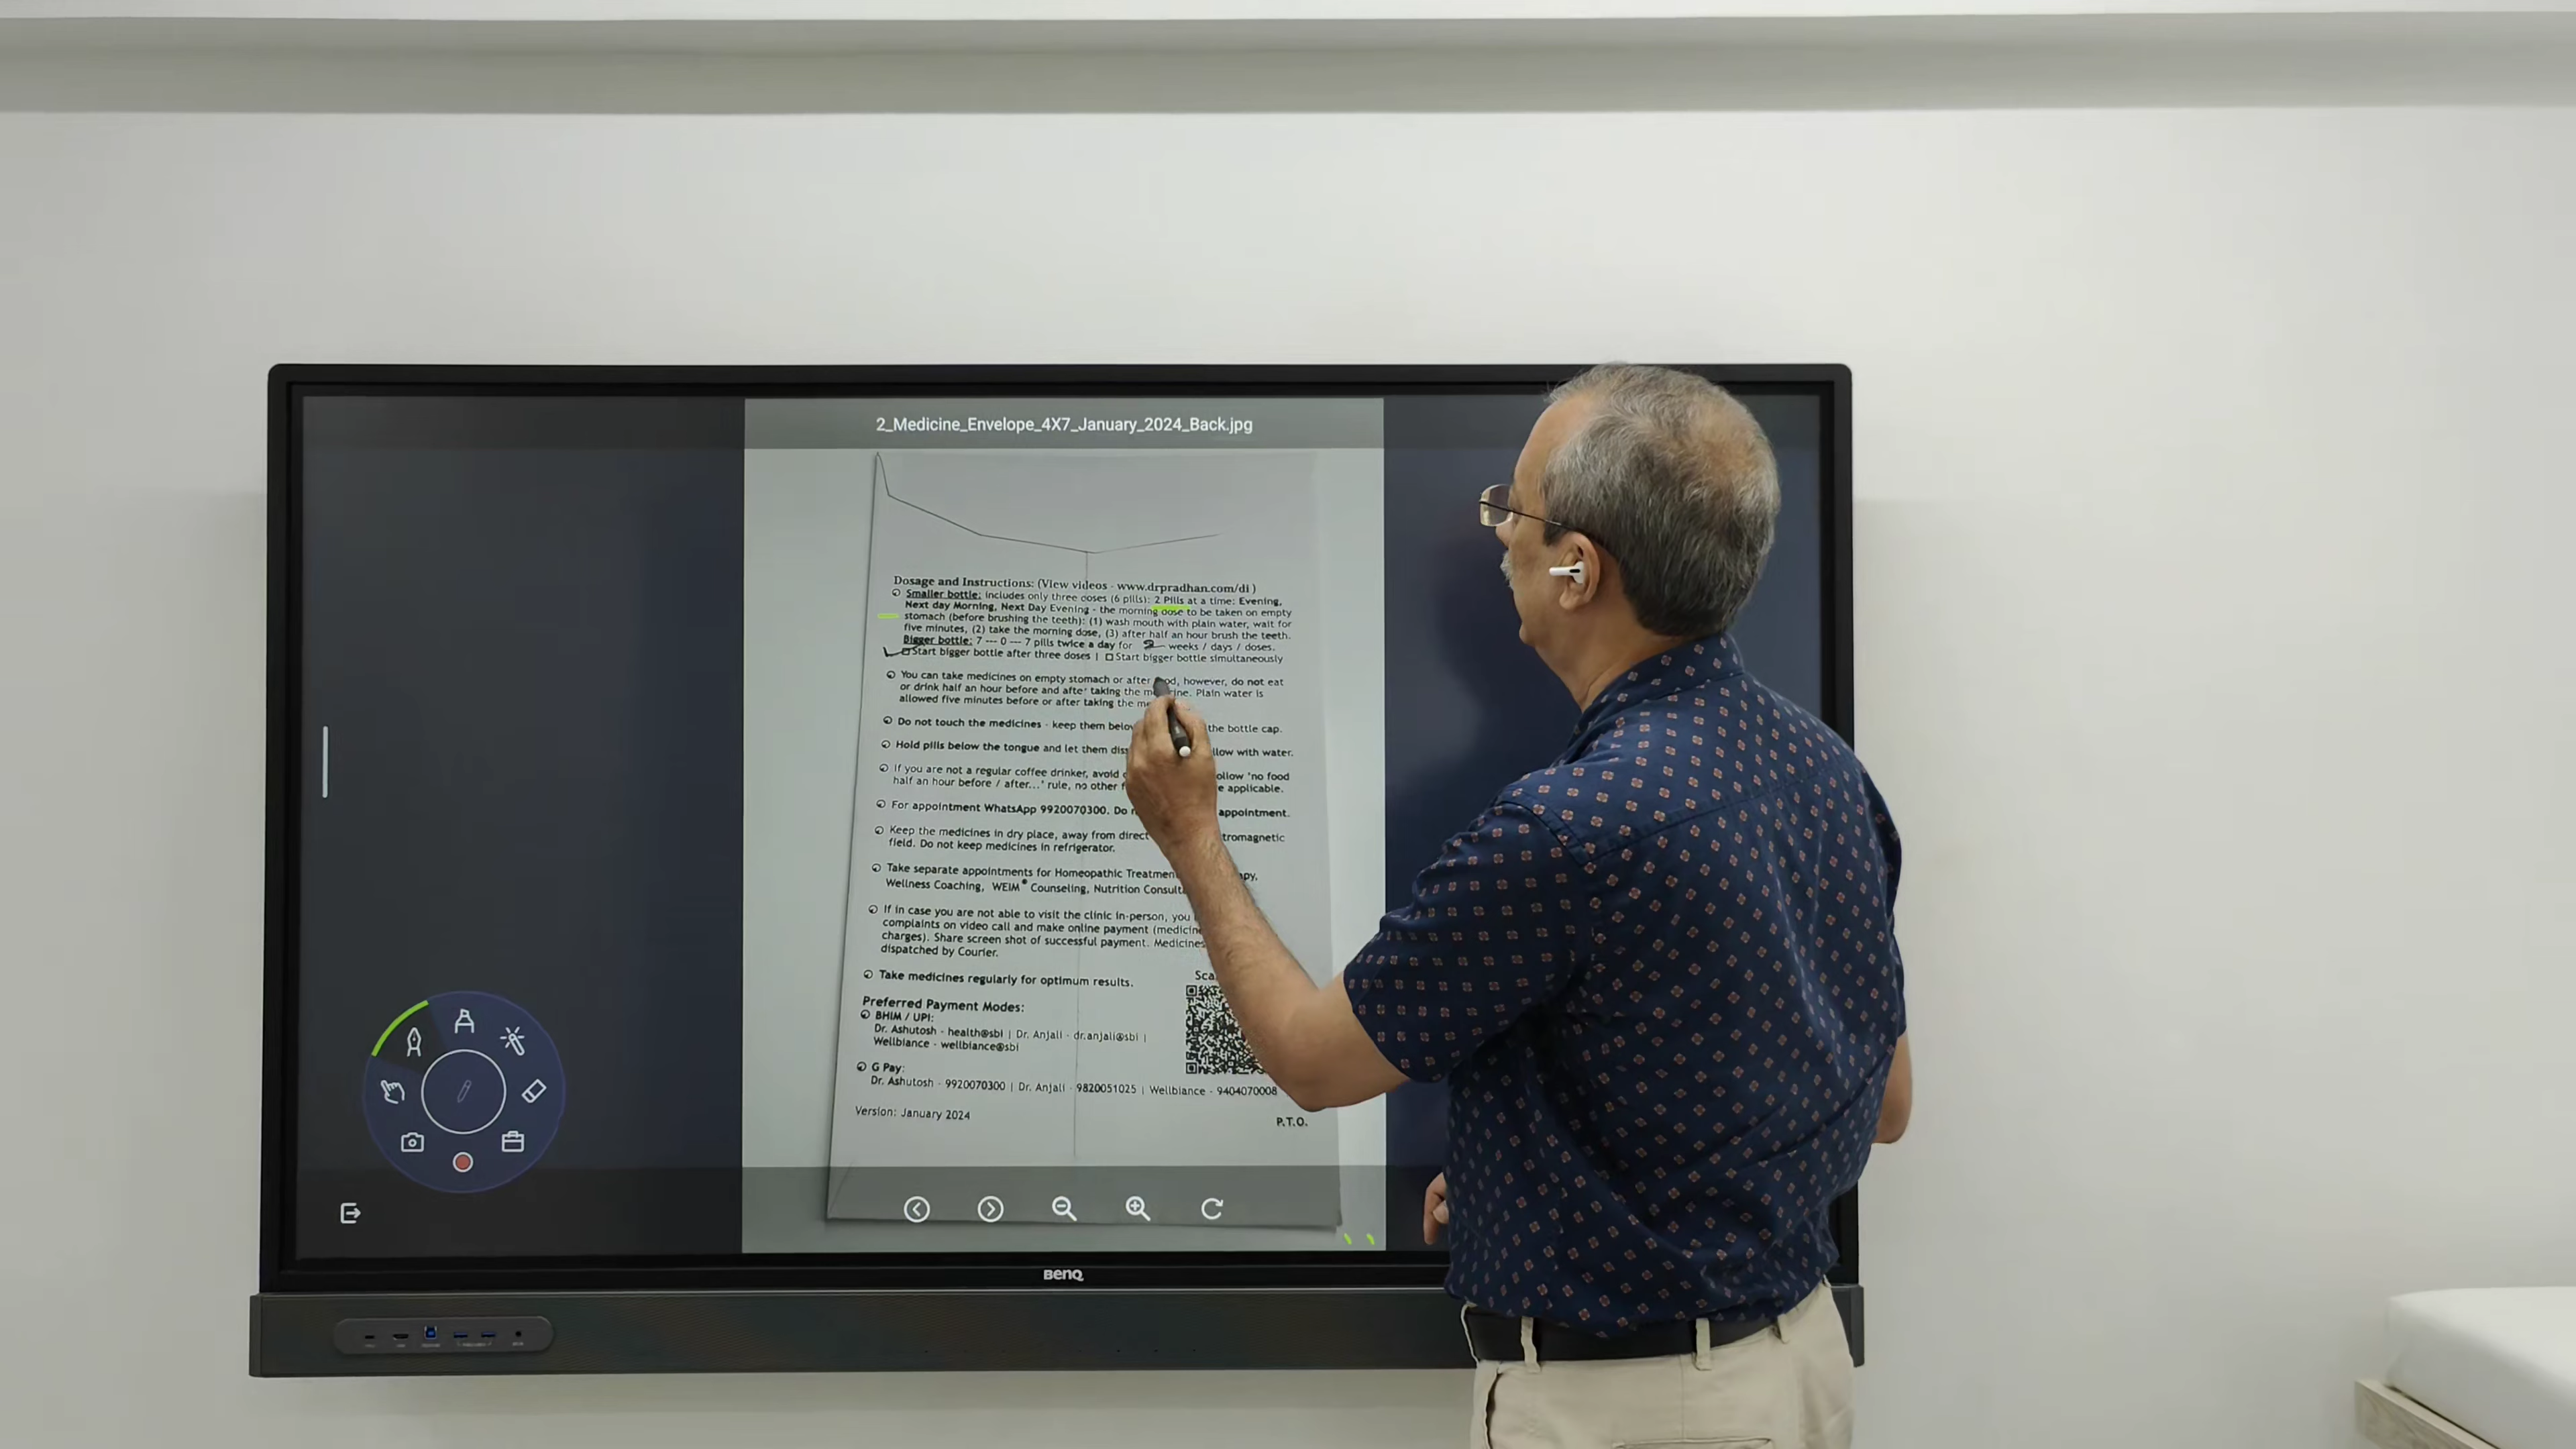 2_Medicine_Envelope_4X7_January_2024_Back.jpg
Dosage and Instructions: (View videos - www.drpradhan.com/di )
Smaller bottle: includes only three doses (6 pills): 2 Pills at a time: Evening,
Next day Morning, Next Day Evening - the morning dose to be taken on empty
stomach (before brushing the teeth): (1) wash mouth with plain water, wait for
five minutes, (2) take the morning dose, (3) after half an hour brush the teeth.
Bigger bottle: 7 --- 0 --- 7 pills twice a day for 2 weeks / days / doses.
Start bigger bottle after three doses | Start bigger bottle simultaneously
You can take medicines on empty stomach or after food, however, do not eat
or drink half an hour before and after taking the medicine. Plain water is
allowed five minutes before or after taking the
Do not touch the medicines - keep them below the bottle cap.
Hold pills below the tongue and let them with water.
If you are not a regular coffee drinker, avoid 'no food
half an hour before / after...' rule, no other applicable.
For appointment WhatsApp 9920070300. Do appointment.
Keep the medicines in dry place, away from direct
field. Do not keep medicines in refrigerator.
Take separate appointments for Homeopathic
Wellness Coaching, WEIM® Counseling, Nutrition
If in case you are not able to visit the clinic in-person, you
complaints on video call and make online payment
charges). Share screen shot of successful payment. Medicines
dispatched by Courier.
Take medicines regularly for optimum results.
Preferred Payment Modes:
BHIM / UPI:
Dr. Ashutosh - health@sbi | Dr. Anjali - dr.anjali@sbi |
Wellbiance - wellbiance@sbi
G Pay:
Dr. Ashutosh - 9920070300 | Dr. Anjali - 9820051025 | Wellbiance - 9404070008
Version: January 2024
P.T.O.
BenQ